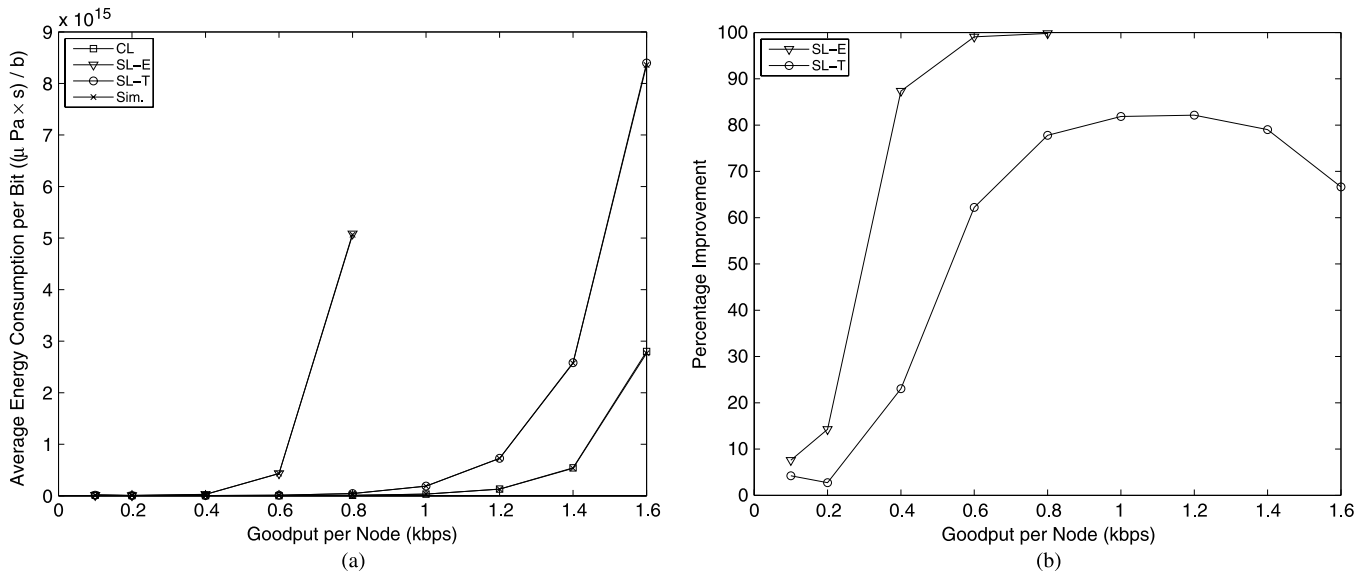 × 10^15
Average Energy Consumption per Bit ((μ Pa × s) / b)
9
8
7
6
5
4
3
2
1
0
CL
SL−E
SL−T
Sim.
0 0.2 0.4 0.6 0.8 1 1.2 1.4 1.6
Goodput per Node (kbps)
(a)
Percentage Improvement
100
90
80
70
60
50
40
30
20
10
0
SL−E
SL−T
0 0.2 0.4 0.6 0.8 1 1.2 1.4 1.6
Goodput per Node (kbps)
(b)